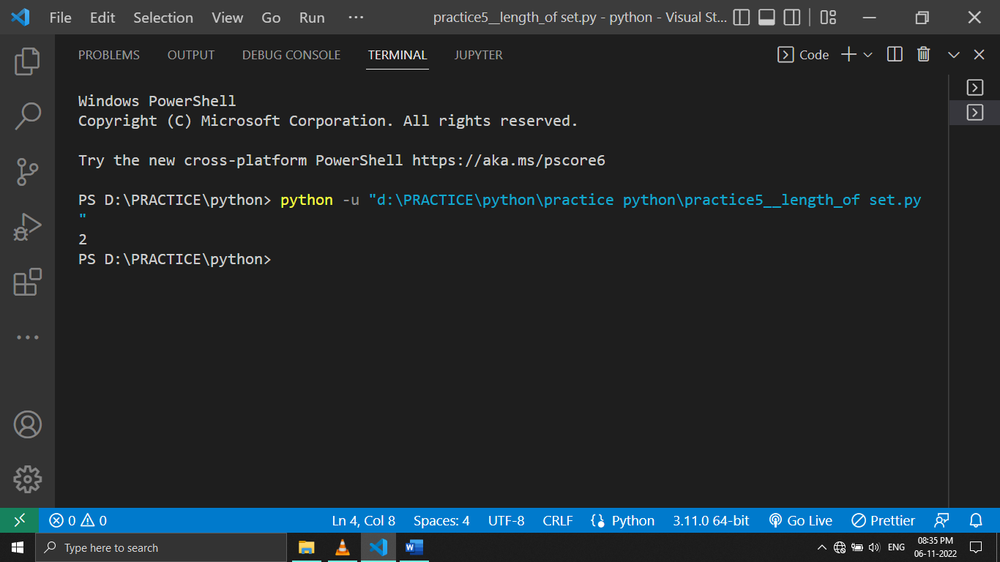 File Edit Selection View Go Run ··· practice5__length_of set.py - python - Visual St...
PROBLEMS OUTPUT DEBUG CONSOLE TERMINAL JUPYTER Code
Windows PowerShell
Copyright (C) Microsoft Corporation. All rights reserved.
Try the new cross-platform PowerShell https://aka.ms/pscore6
PS D:\PRACTICE\python> python -u "d:\PRACTICE\python\practice python\practice5__length_of set.py
"
2
PS D:\PRACTICE\python>
0 0 Ln 4, Col 8 Spaces: 4 UTF-8 CRLF Python 3.11.0 64-bit Go Live Prettier
Type here to search ENG 08:35 PM
06-11-2022